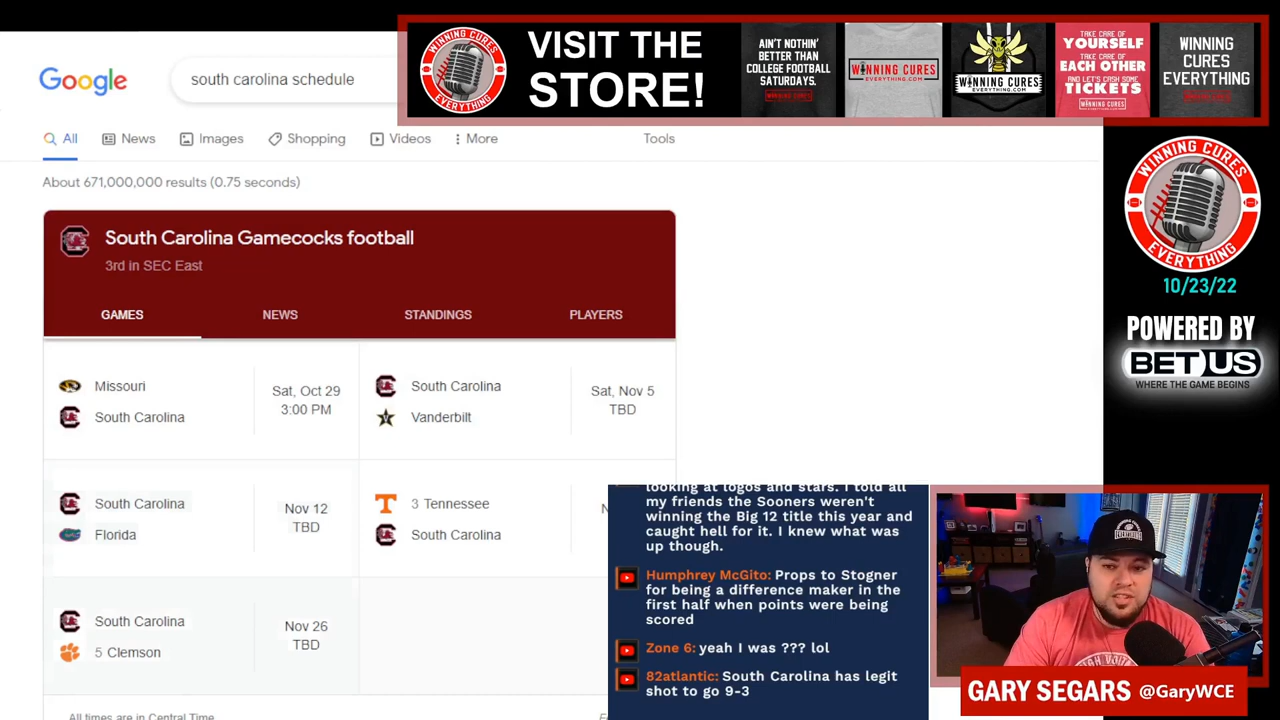 Google
south carolina schedule
All
News
Images
Shopping
Videos
More
Tools
About 671,000,000 results (0.75 seconds)
South Carolina Gamecocks football
3rd in SEC East
GAMES
NEWS
STANDINGS
PLAYERS
Missouri
South Carolina
Sat, Oct 29
3:00 PM
South Carolina
Vanderbilt
Sat, Nov 5
TBD
South Carolina
Florida
Nov 12
TBD
3 Tennessee
South Carolina
N
South Carolina
5 Clemson
Nov 26
TBD
All times are in Central Time
WINNING CURES
EVERYTHING
VISIT THE
STORE!
AIN'T NOTHIN'
BETTER THAN
COLLEGE FOOTBALL
SATURDAYS.
WINNING CURES
EVERYTHING.COM
WINNING CURES
EVERYTHING.COM
TAKE CARE OF
YOURSELF
TAKE CARE OF
EACH OTHER
AND LET'S CASH SOME
TICKETS
WINNING
CURES
EVERYTHING
WINNING CURES
EVERYTHING
10/23/22
POWERED BY
BETUS
WHERE THE GAME BEGINS
looking at logos and stars. I told all
my friends the Sooners weren't
winning the Big 12 title this year and
caught hell for it. I knew what was
up though.
Humphrey McGito: Props to Stogner
for being a difference maker in the
first half when points were being
scored
Zone 6: yeah I was ??? lol
82atlantic: South Carolina has legit
shot to go 9-3
GARY SEGARS @GaryWCE